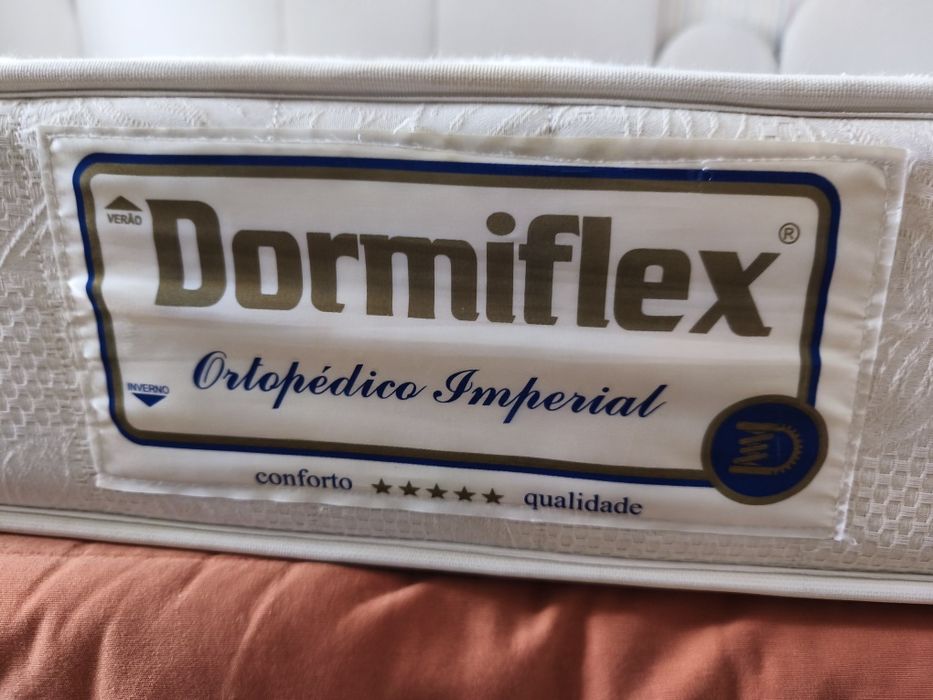 VERÃO
Dormiflex®
Ortopédico Imperial
INVERNO
conforto ★★★★★ qualidade